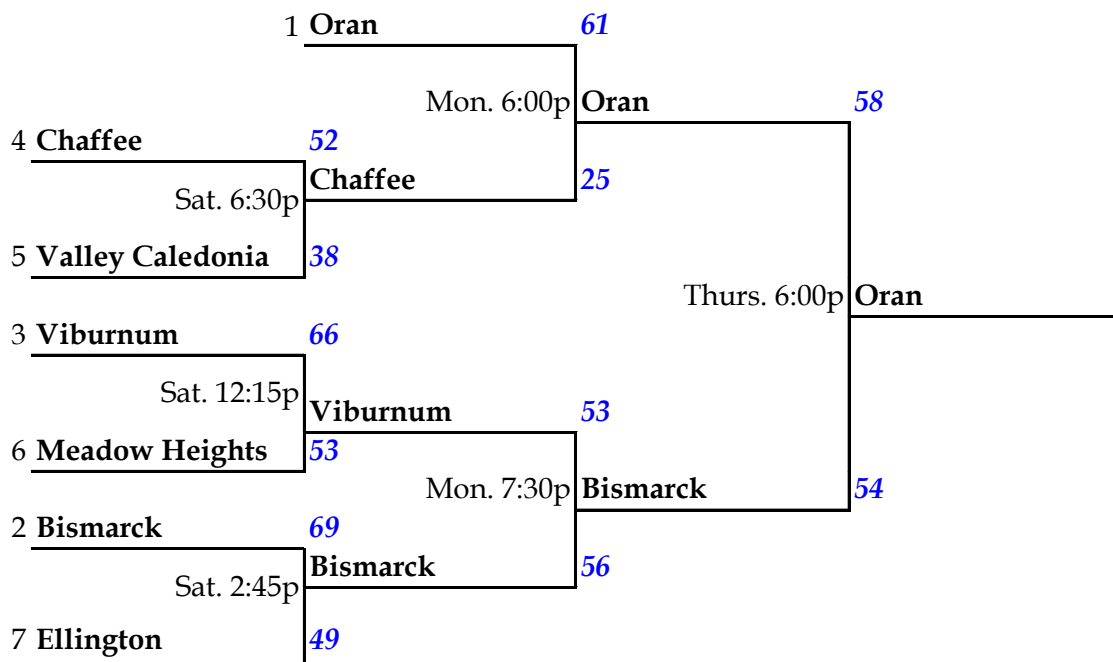 1 Oran 61
Mon. 6:00p Oran 58
4 Chaffee 52
Sat. 6:30p Chaffee 25
5 Valley Caledonia 38
Thurs. 6:00p Oran
3 Viburnum 66
Sat. 12:15p Viburnum 53
6 Meadow Heights 53
Mon. 7:30p Bismarck 54
2 Bismarck 69
Sat. 2:45p Bismarck 56
7 Ellington 49